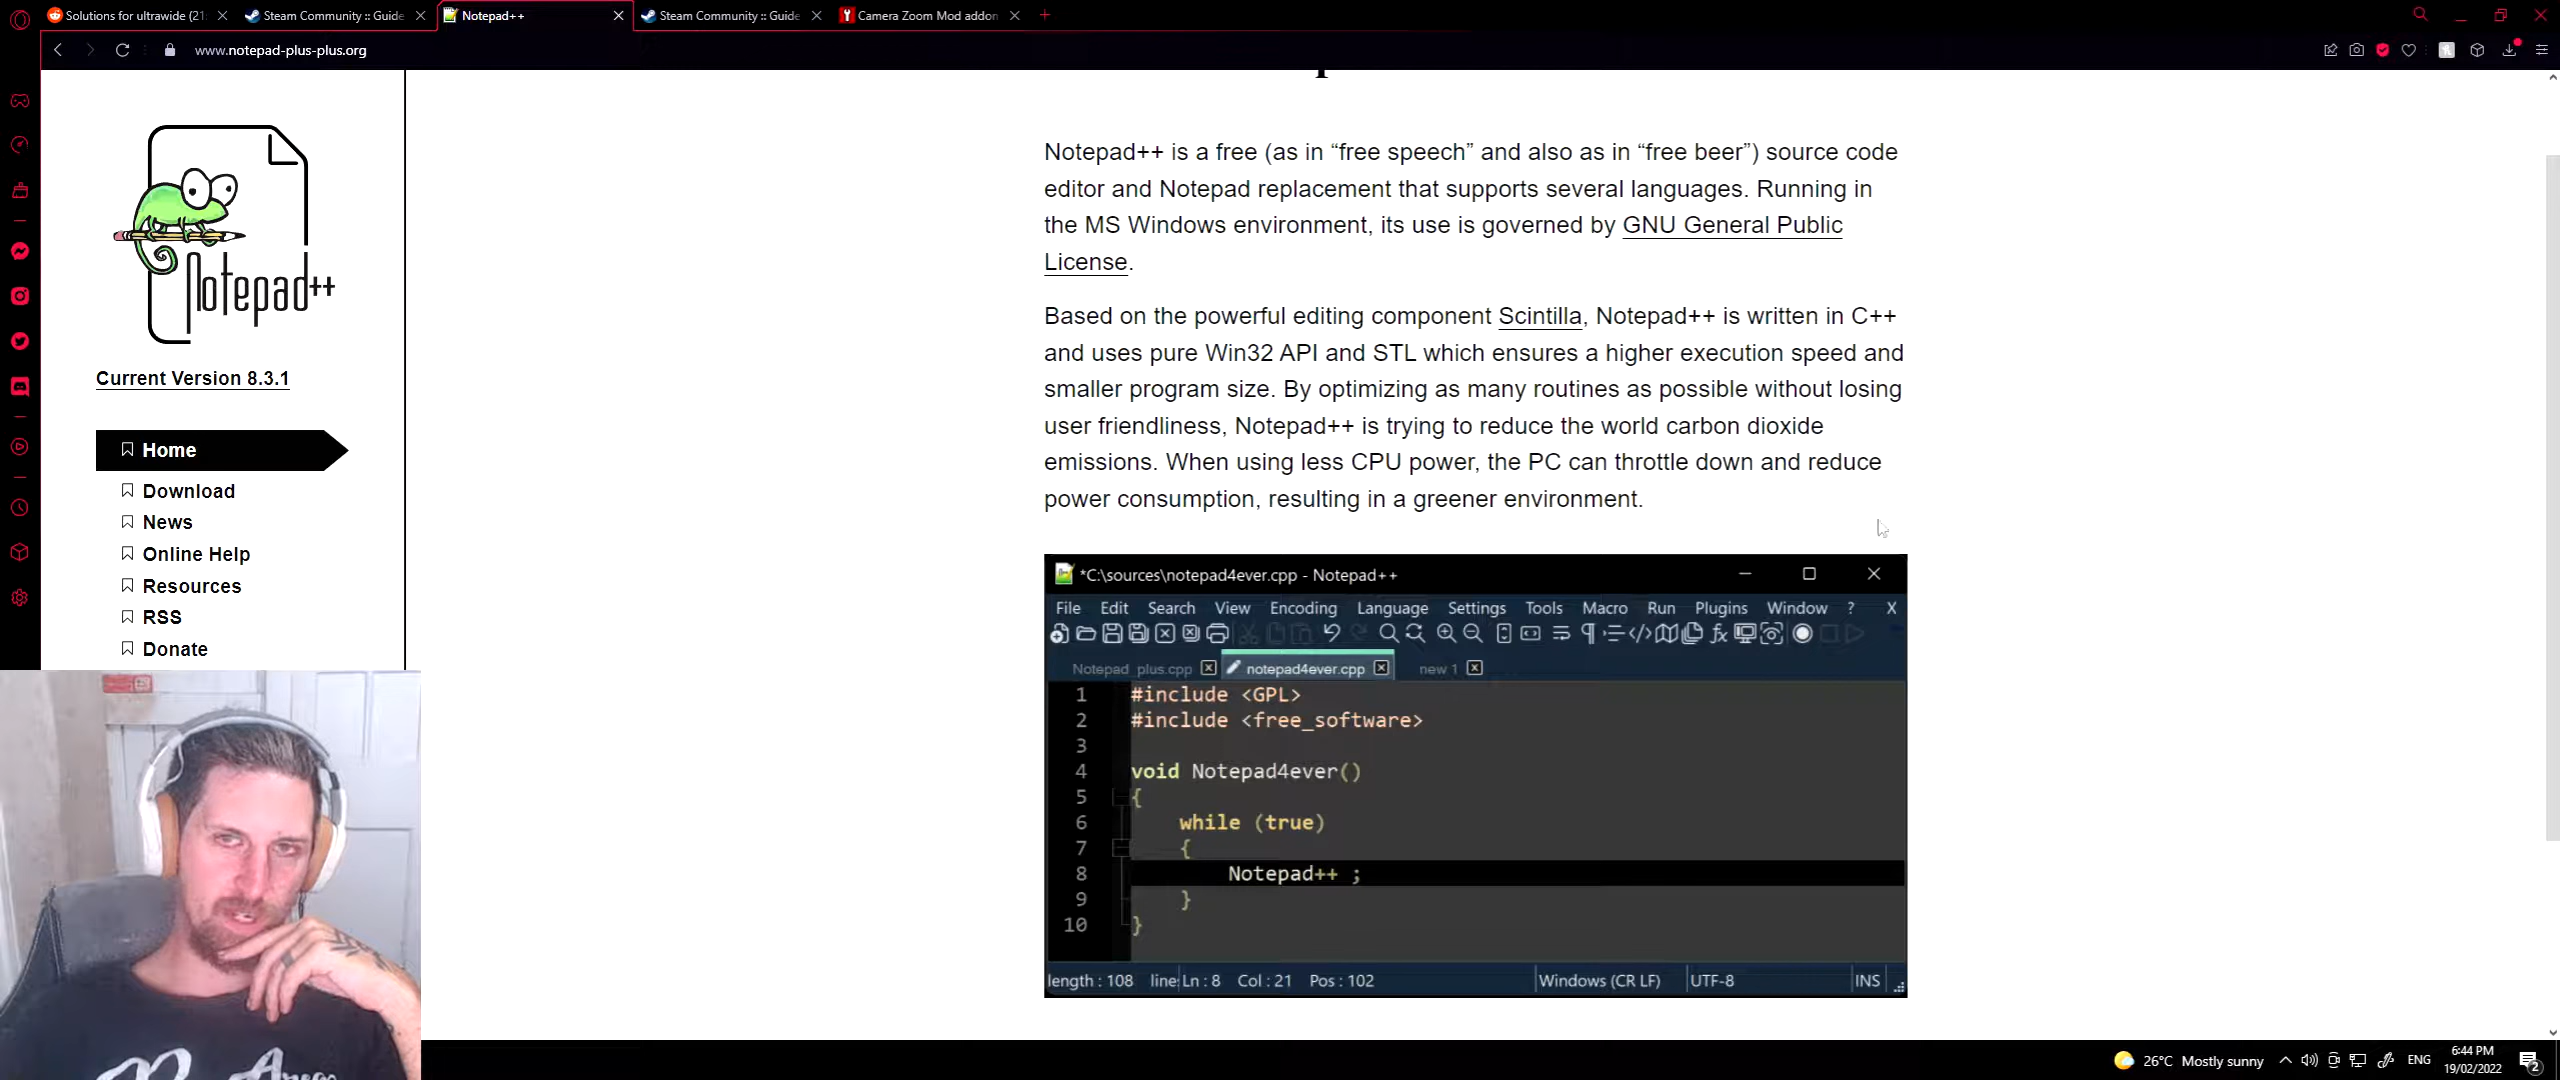 Solutions for ultrawide (21:
Steam Community :: Guide
Notepad++
Steam Community :: Guide
Camera Zoom Mod addon
www.notepad-plus-plus.org
Notepad++
Current Version 8.3.1
Home
Download
News
Online Help
Resources
RSS
Donate
Notepad++ is a free (as in “free speech” and also as in “free beer”) source code
editor and Notepad replacement that supports several languages. Running in
the MS Windows environment, its use is governed by GNU General Public
License.
Based on the powerful editing component Scintilla, Notepad++ is written in C++
and uses pure Win32 API and STL which ensures a higher execution speed and
smaller program size. By optimizing as many routines as possible without losing
user friendliness, Notepad++ is trying to reduce the world carbon dioxide
emissions. When using less CPU power, the PC can throttle down and reduce
power consumption, resulting in a greener environment.
*C:\sources\notepad4ever.cpp - Notepad++
File Edit Search View Encoding Language Settings Tools Macro Run Plugins Window ? X
Notepad_plus.cpp notepad4ever.cpp new 1
1 #include <GPL>
2 #include <free_software>
3
4 void Notepad4ever()
5 {
6 while (true)
7 {
8 Notepad++ ;
9 }
10 }
length : 108 line: Ln : 8 Col : 21 Pos : 102 Windows (CR LF) UTF-8 INS
26°C Mostly sunny
ENG
6:44 PM
19/02/2022
2